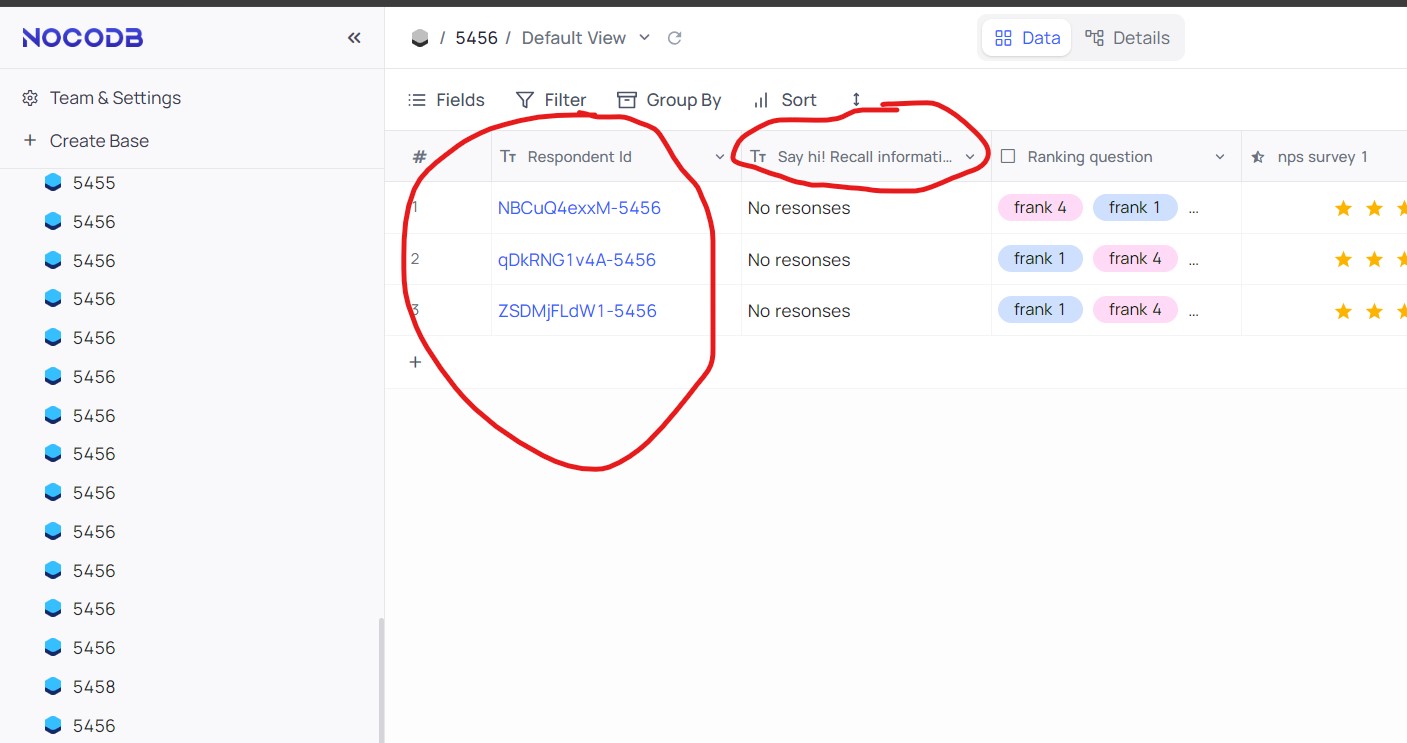 NOCODB
/ 5456 / Default View
Data
Details
Team & Settings
Create Base
Fields
Filter
Group By
Sort
# Respondent Id Say hi! Recall informati... Ranking question nps survey 1
1 NBCuQ4exxM-5456 No resonses frank 4 frank 1 ...
2 qDkRNG1v4A-5456 No resonses frank 1 frank 4 ...
3 ZSDMjFLdW1-5456 No resonses frank 1 frank 4 ...
+
5455
5456
5456
5456
5456
5456
5456
5456
5456
5456
5456
5456
5456
5458
5456